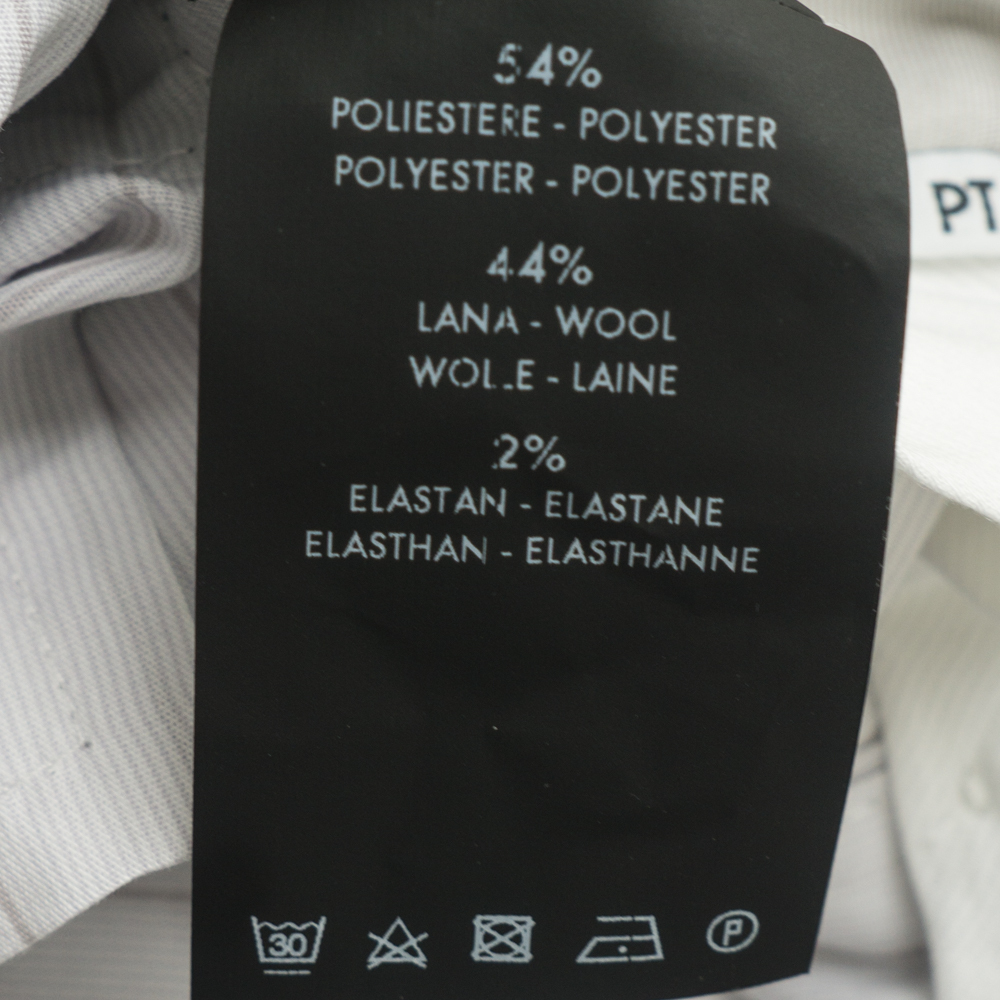 54%
POLIESTERE - POLYESTER
POLYESTER - POLYESTER
44%
LANA - WOOL
WOLLE - LAINE
2%
ELASTAN - ELASTANE
ELASTHAN - ELASTHANNE
30
P
PT